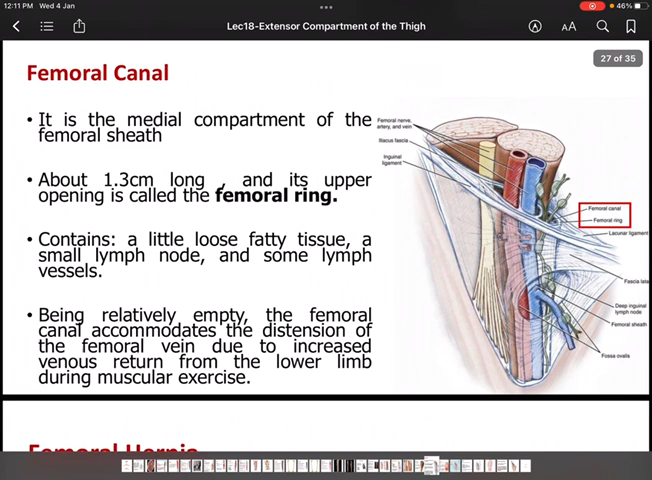 12:11 PM Wed 4 Jan
46%
Lec18-Extensor Compartment of the Thigh
AA
27 of 35
Femoral Canal
• It is the medial compartment of the
femoral sheath
• About 1.3cm long , and its upper
opening is called the femoral ring.
• Contains: a little loose fatty tissue, a
small lymph node, and some lymph
vessels.
• Being relatively empty, the femoral
canal accommodates the distension of
the femoral vein due to increased
venous return from the lower limb
during muscular exercise.
Femoral nerve,
artery, and vein
Iliacus fascia
Inguinal
ligament
Femoral canal
Femoral ring
Lacunar ligament
Fascia lata
Deep inguinal
lymph node
Femoral sheath
Fossa ovalis
Femoral Hernia